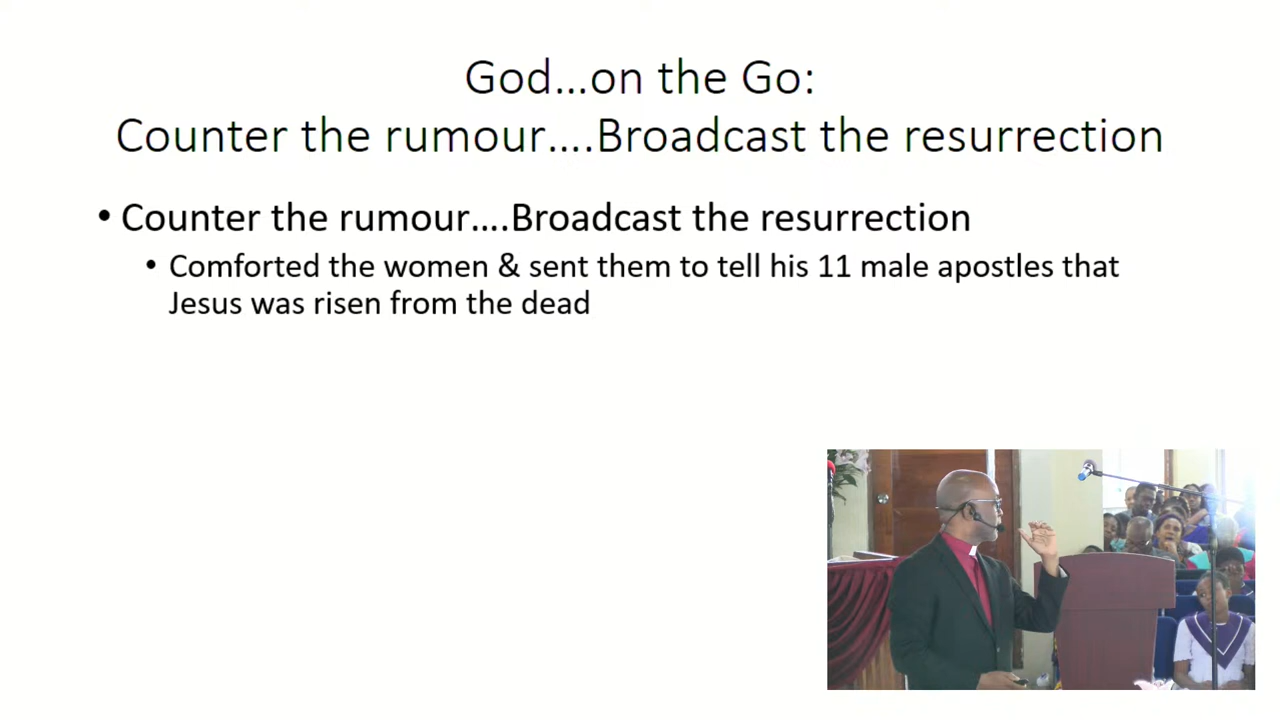 God...on the Go:
Counter the rumour....Broadcast the resurrection
• Counter the rumour....Broadcast the resurrection
• Comforted the women & sent them to tell his 11 male apostles that
Jesus was risen from the dead